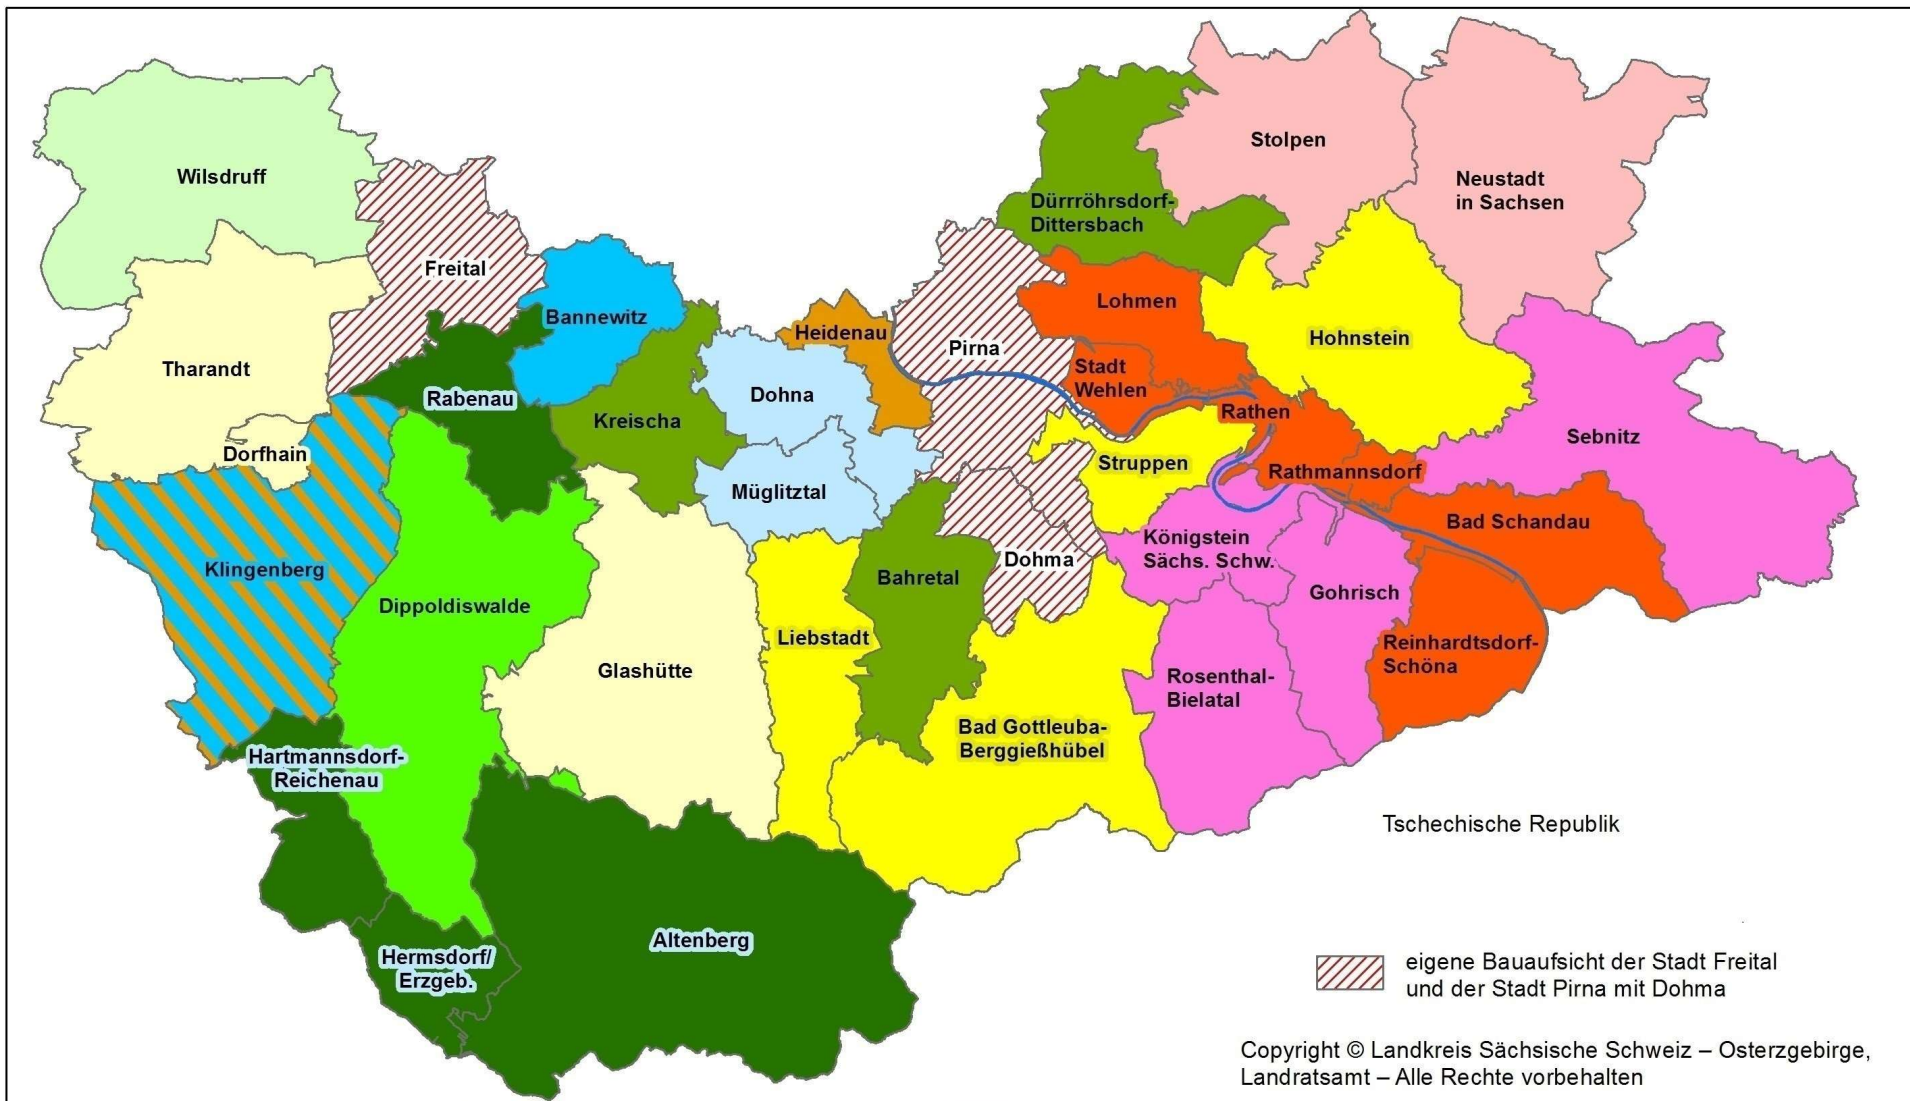 Stolpen
Wilsdruff
Neustadt
in Sachsen
Dürrröhrsdorf-
Dittersbach
Freital
Lohmen
Bannewitz
Heidenau
Hohnstein
Pirna
Tharandt
Stadt
Wehlen
Rabenau
Dohna
Rathen
Kreischa
Sebnitz
Dorfhain
Struppen
Rathmannsdorf
Müglitztal
Bad Schandau
Königstein
Sächs. Schw.
Dohma
Klingenberg
Bahretal
Gohrisch
Dippoldiswalde
Liebstadt
Reinhardtsdorf-
Schöna
Glashütte
Rosenthal-
Bielatal
Bad Gottleuba-
Berggießhübel
Hartmannsdorf-
Reichenau
Tschechische Republik
Altenberg
Hermsdorf/
Erzgeb.
eigene Bauaufsicht der Stadt Freital
und der Stadt Pirna mit Dohma
Copyright © Landkreis Sächsische Schweiz – Osterzgebirge,
Landratsamt – Alle Rechte vorbehalten